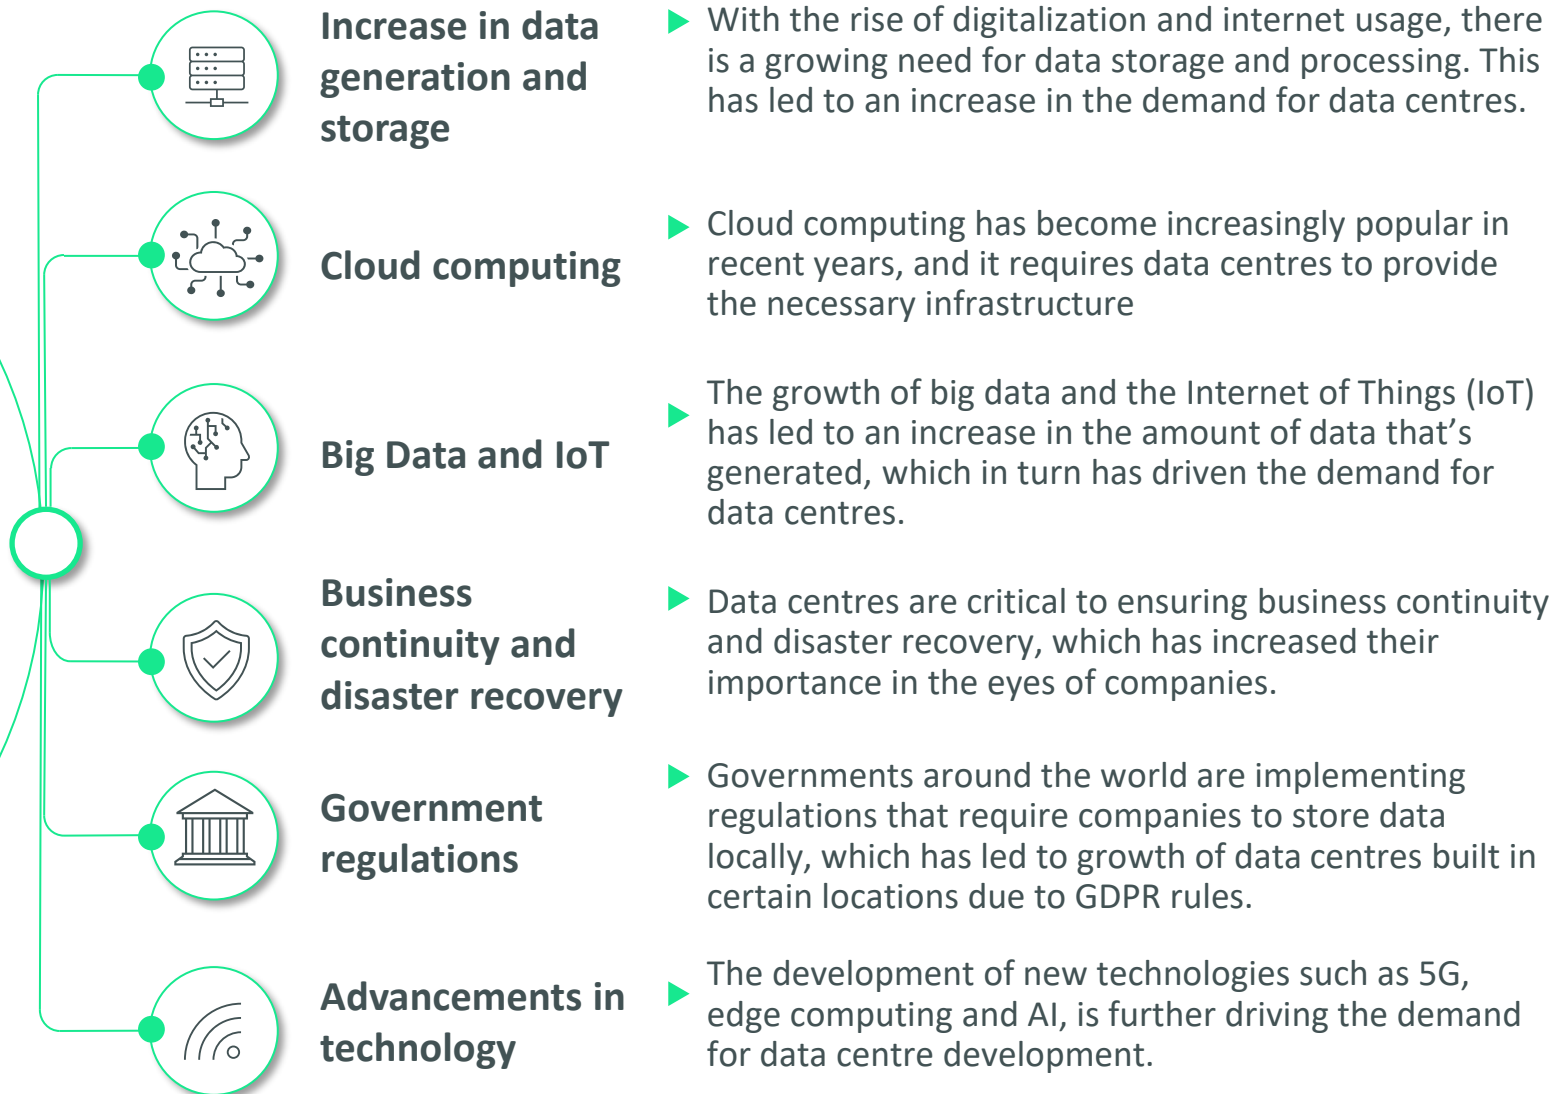 Increase in data
generation and
storage
With the rise of digitalization and internet usage, there
is a growing need for data storage and processing. This
has led to an increase in the demand for data centres.
Cloud computing
Cloud computing has become increasingly popular in
recent years, and it requires data centres to provide
the necessary infrastructure
Big Data and IoT
The growth of big data and the Internet of Things (IoT)
has led to an increase in the amount of data that’s
generated, which in turn has driven the demand for
data centres.
Business
continuity and
disaster recovery
Data centres are critical to ensuring business continuity
and disaster recovery, which has increased their
importance in the eyes of companies.
Government
regulations
Governments around the world are implementing
regulations that require companies to store data
locally, which has led to growth of data centres built in
certain locations due to GDPR rules.
Advancements in
technology
The development of new technologies such as 5G,
edge computing and AI, is further driving the demand
for data centre development.